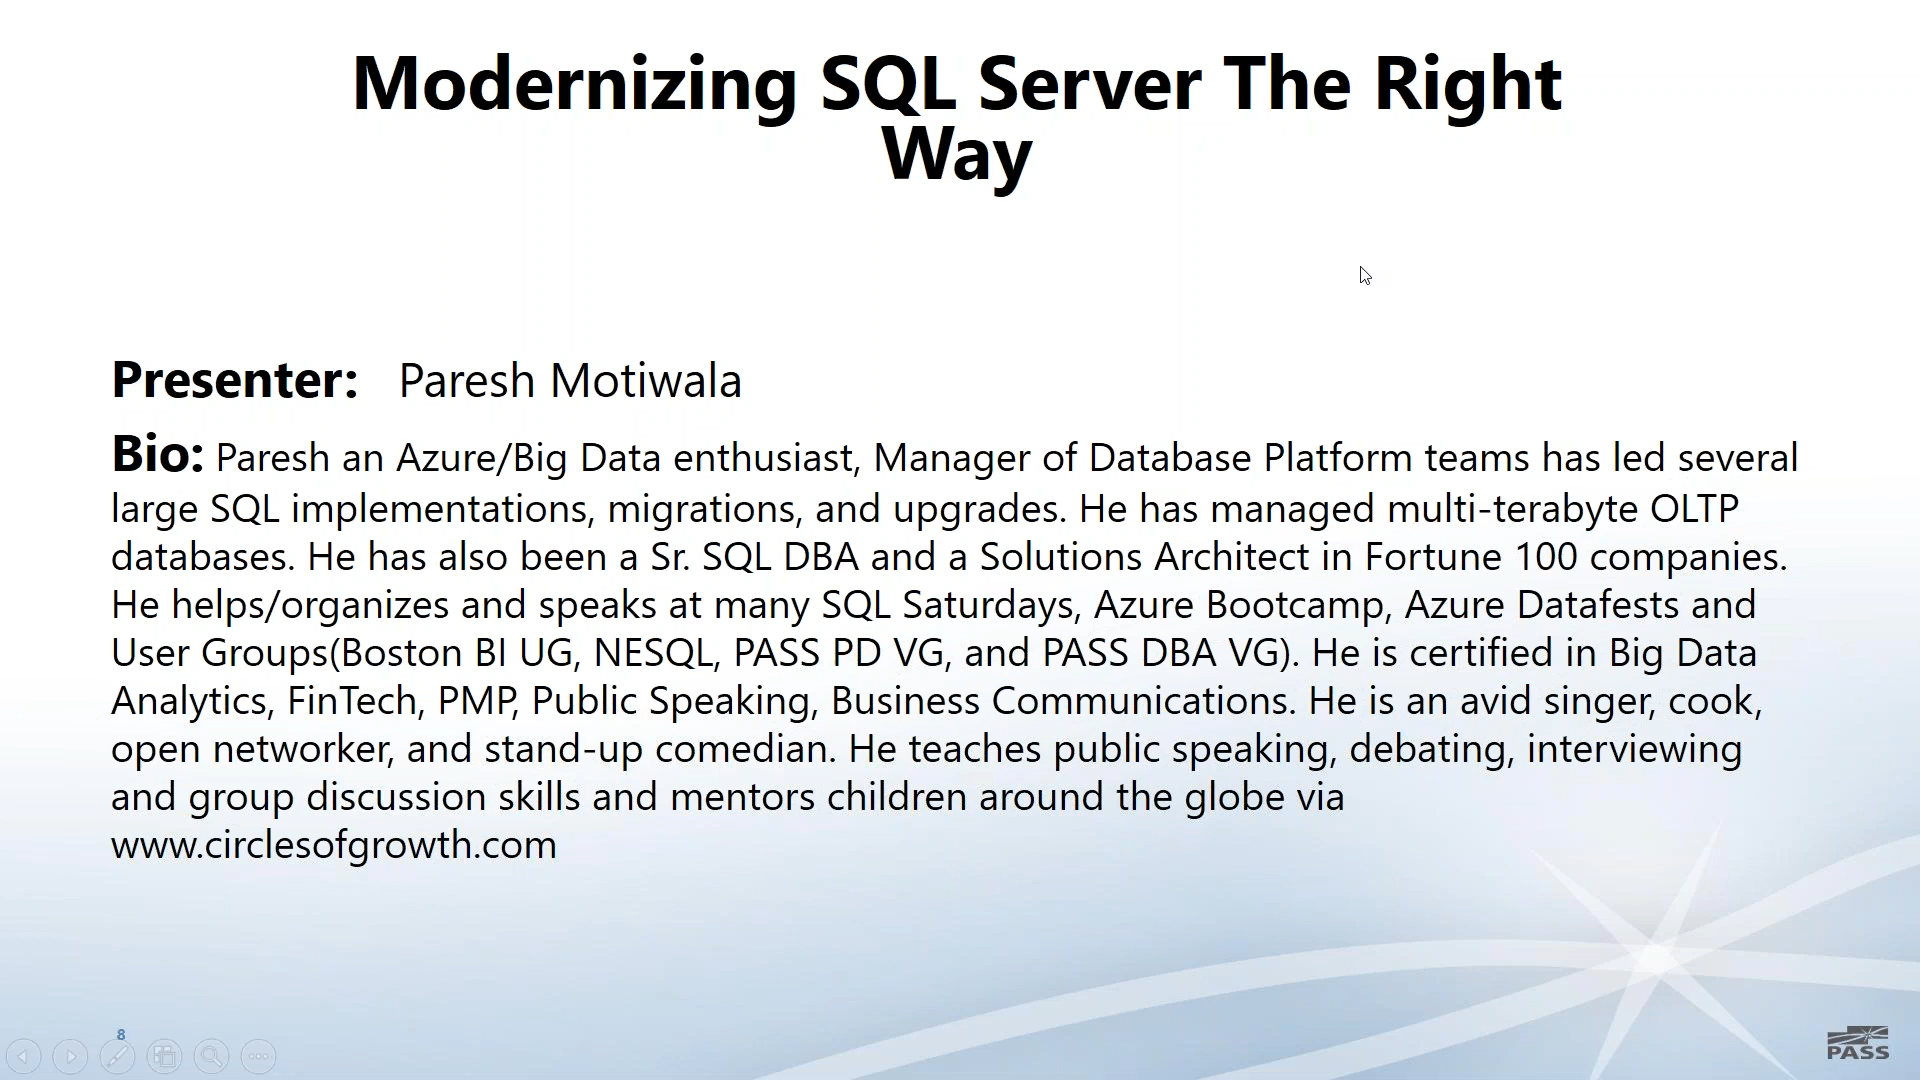 Modernizing SQL Server The Right
Way
Presenter: Paresh Motiwala
Bio: Paresh an Azure/Big Data enthusiast, Manager of Database Platform teams has led several
large SQL implementations, migrations, and upgrades. He has managed multi-terabyte OLTP
databases. He has also been a Sr. SQL DBA and a Solutions Architect in Fortune 100 companies.
He helps/organizes and speaks at many SQL Saturdays, Azure Bootcamp, Azure Datafests and
User Groups(Boston BI UG, NESQL, PASS PD VG, and PASS DBA VG). He is certified in Big Data
Analytics, FinTech, PMP, Public Speaking, Business Communications. He is an avid singer, cook,
open networker, and stand-up comedian. He teaches public speaking, debating, interviewing
and group discussion skills and mentors children around the globe via
www.circlesofgrowth.com
8
PASS